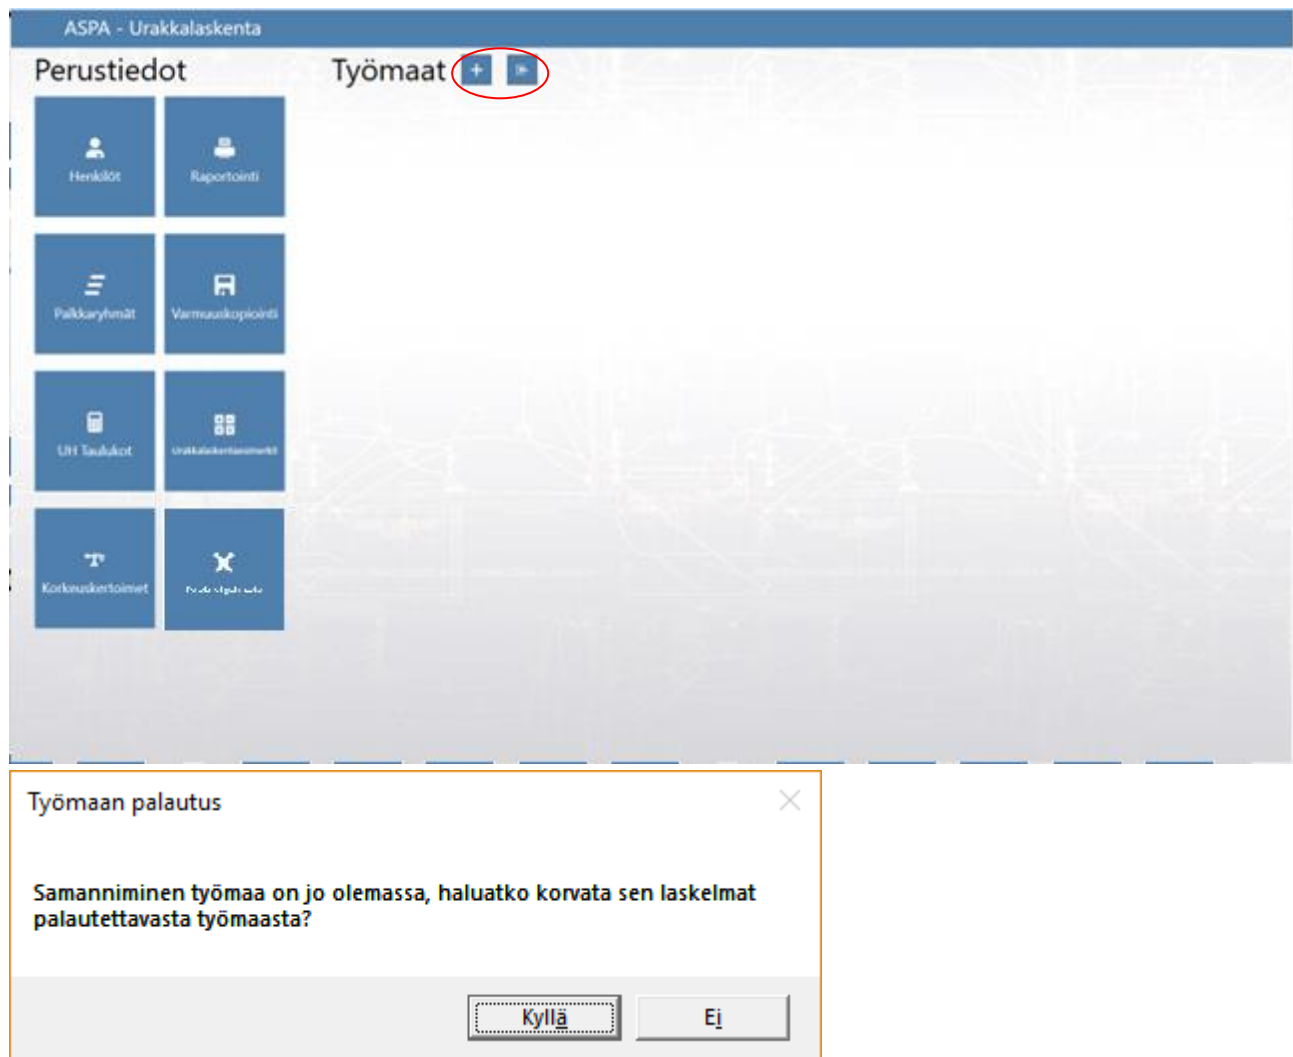 ASPA - Urakkalaskenta
Perustiedot
Työmaat
Henkilöt
Raportointi
Palkkaryhmät
Varmuuskopiointi
UH Taulukot
Urakkalaskentaesimerkit
Korkeuskertoimet
Työmaan palautus
Samanniminen työmaa on jo olemassa, haluatko korvata sen laskelmat
palautettavasta työmaasta?
Kyllä
Ei